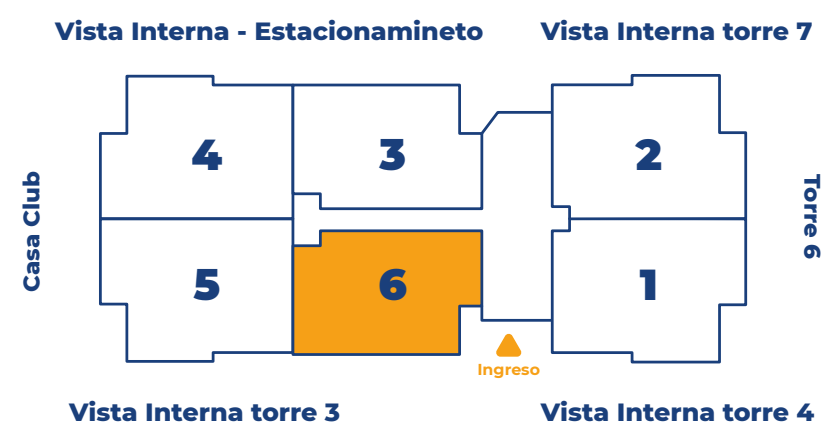 Vista Interna - Estacionamineto
Vista Interna torre 7
4
3
2
Casa Club
Torre 6
5
6
1
Ingreso
Vista Interna torre 3
Vista Interna torre 4